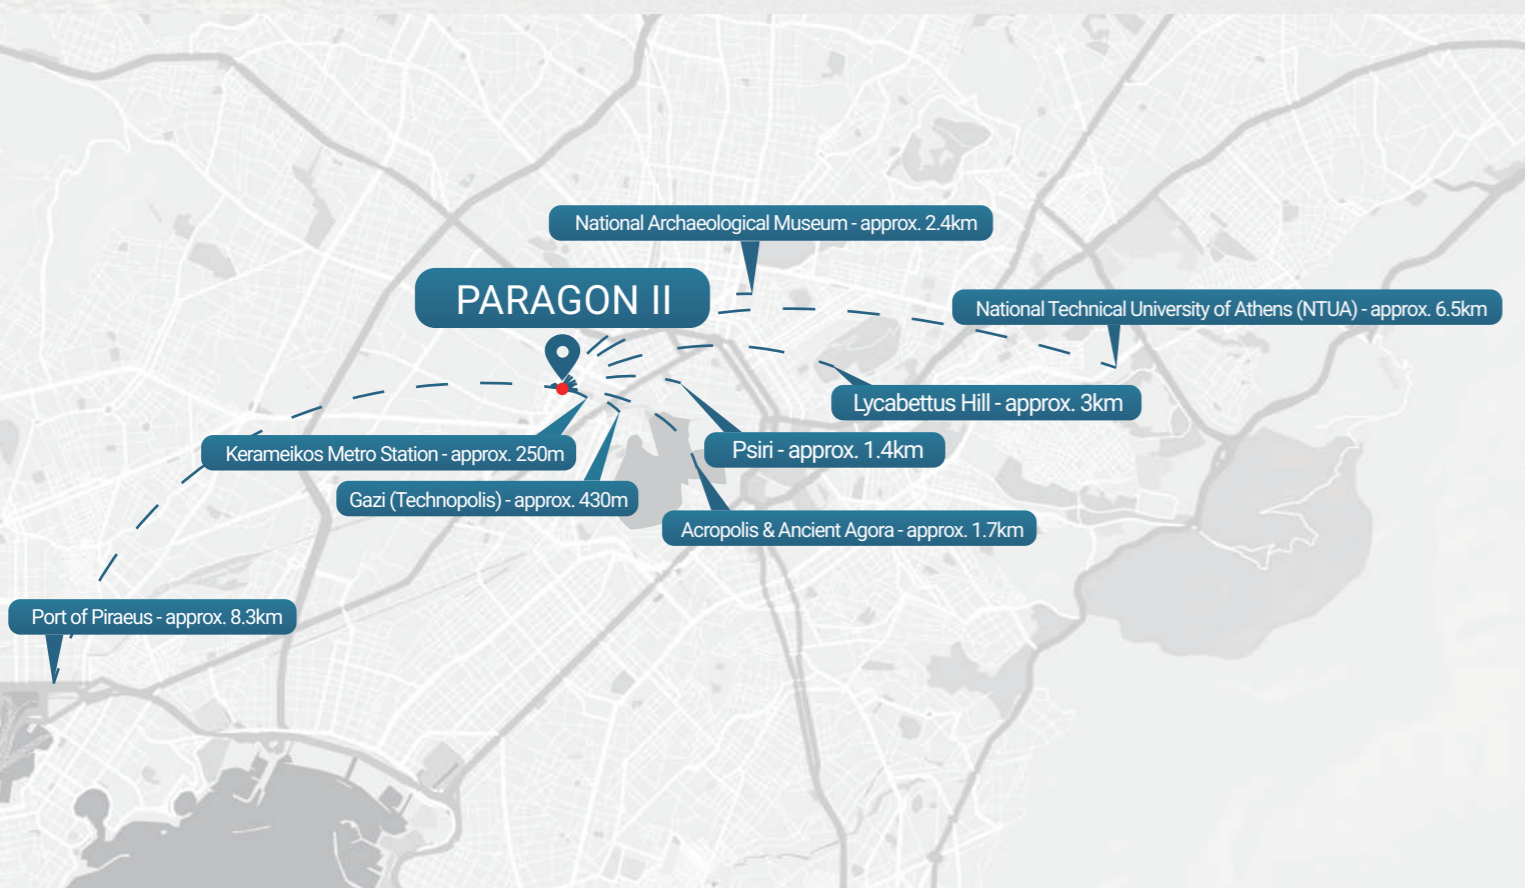 National Archaeological Museum - approx. 2.4km
PARAGON II
National Technical University of Athens (NTUA) - approx. 6.5km
Lycabettus Hill - approx. 3km
Psiri - approx. 1.4km
Kerameikos Metro Station - approx. 250m
Gazi (Technopolis) - approx. 430m
Acropolis & Ancient Agora - approx. 1.7km
Port of Piraeus - approx. 8.3km